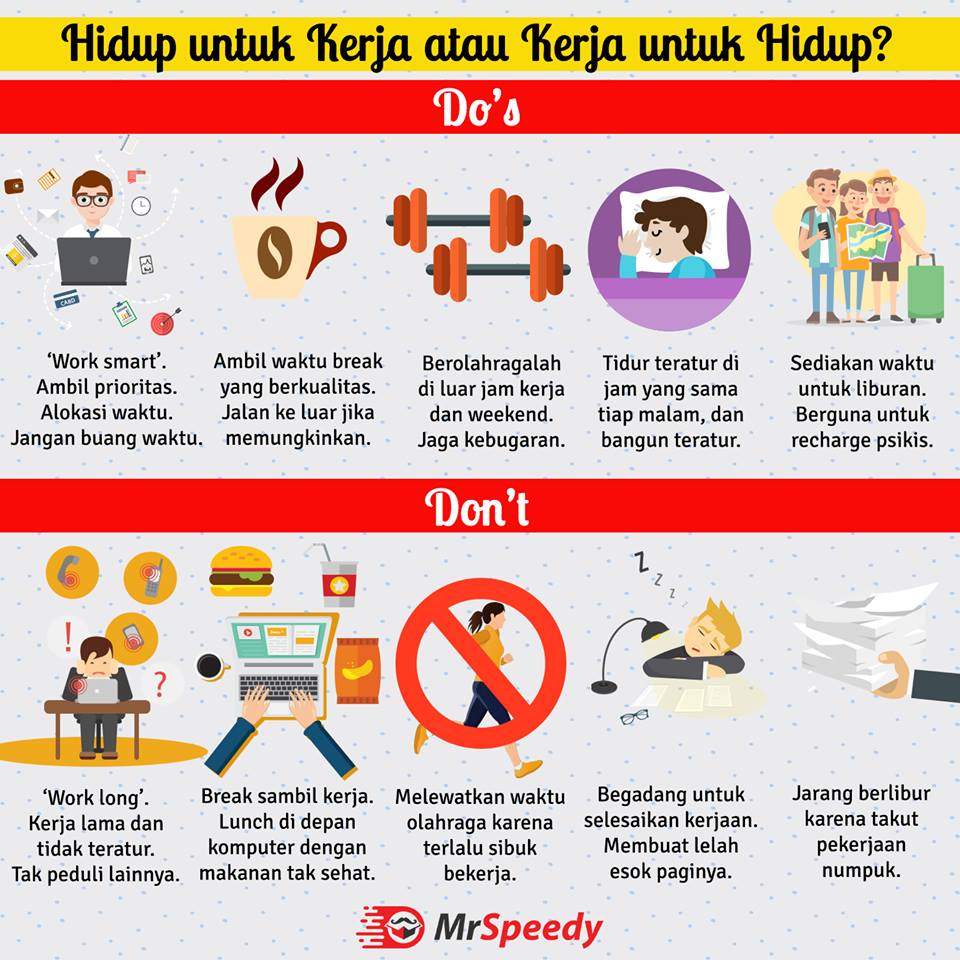 Hidup untuk Kerja atau Kerja untuk Hidup?
Do's
CARD
'Work smart'.
Ambil prioritas.
Alokasi waktu.
Jangan buang waktu.
Ambil waktu break
yang berkualitas.
Jalan ke luar jika
memungkinkan.
Berolahragalah
di luar jam kerja
dan weekend.
Jaga kebugaran.
Tidur teratur di
jam yang sama
tiap malam, dan
bangun teratur.
Sediakan waktu
untuk liburan.
Berguna untuk
recharge psikis.
Don't
!
?
Z
Z
Z
Z
Z
'Work long'.
Kerja lama dan
tidak teratur.
Tak peduli lainnya.
Break sambil kerja.
Lunch di depan
komputer dengan
makanan tak sehat.
Melewatkan waktu
olahraga karena
terlalu sibuk
bekerja.
Begadang untuk
selesaikan kerjaan.
Membuat lelah
esok paginya.
Jarang berlibur
karena takut
pekerjaan
numpuk.
MrSpeedy